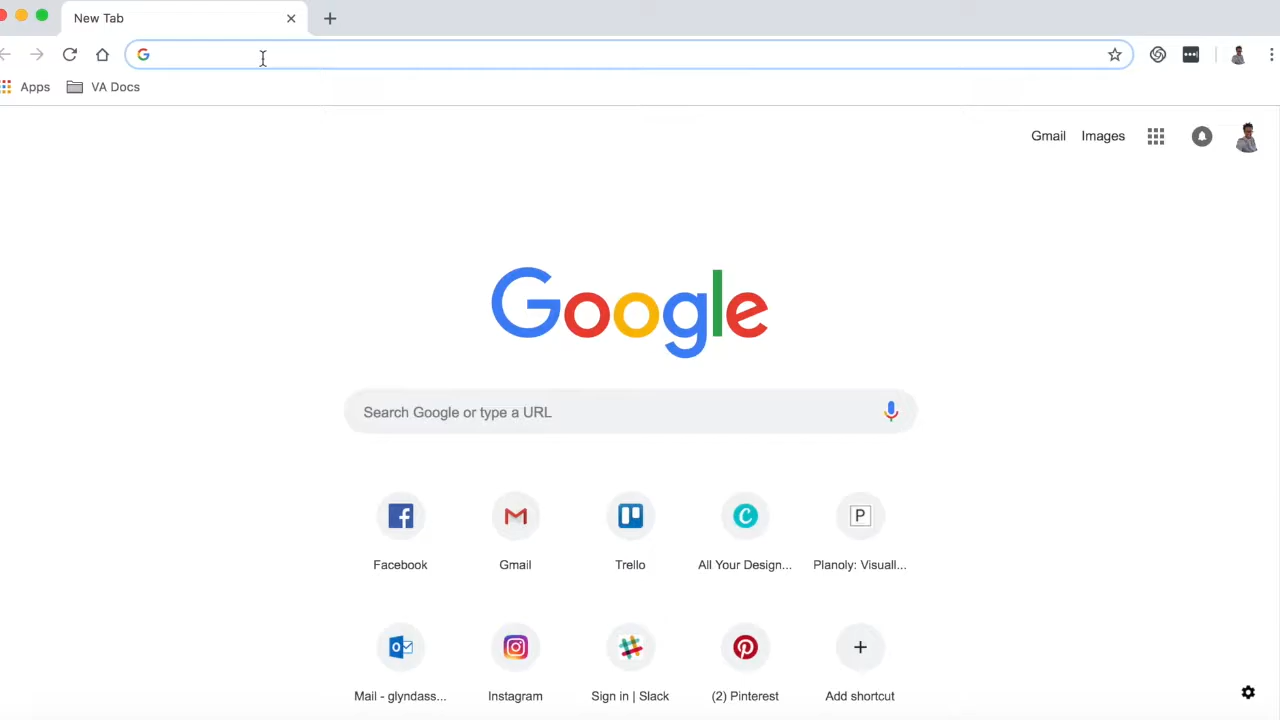 New Tab
Apps VA Docs
Gmail Images
Google
Search Google or type a URL
Facebook Gmail Trello All Your Design... Planoly: Visuall...
Mail - glyndass... Instagram Sign in | Slack (2) Pinterest Add shortcut